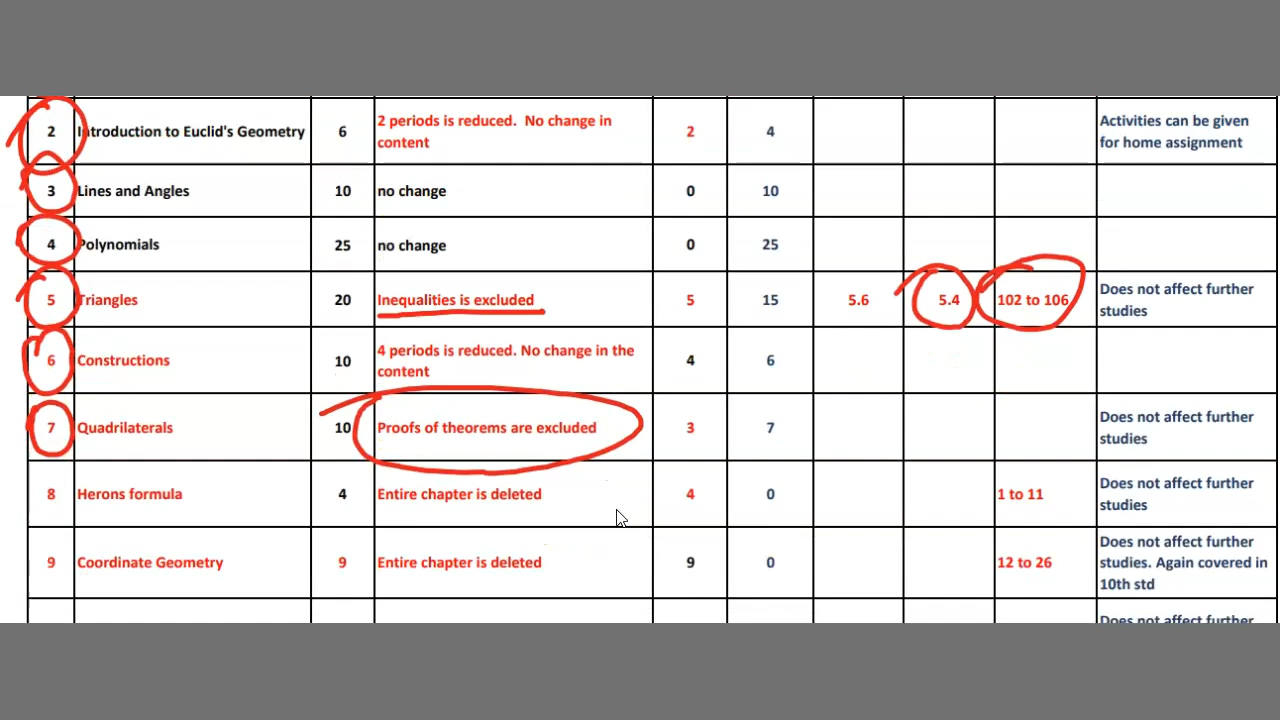 2 Introduction to Euclid's Geometry 6 2 periods is reduced. No change in content 2 4 Activities can be given for home assignment
3 Lines and Angles 10 no change 0 10
4 Polynomials 25 no change 0 25
5 Triangles 20 Inequalities is excluded 5 15 5.6 5.4 102 to 106 Does not affect further studies
6 Constructions 10 4 periods is reduced. No change in the content 4 6
7 Quadrilaterals 10 Proofs of theorems are excluded 3 7 Does not affect further studies
8 Herons formula 4 Entire chapter is deleted 4 0 1 to 11 Does not affect further studies
9 Coordinate Geometry 9 Entire chapter is deleted 9 0 12 to 26 Does not affect further studies. Again covered in 10th std
Does not affect further